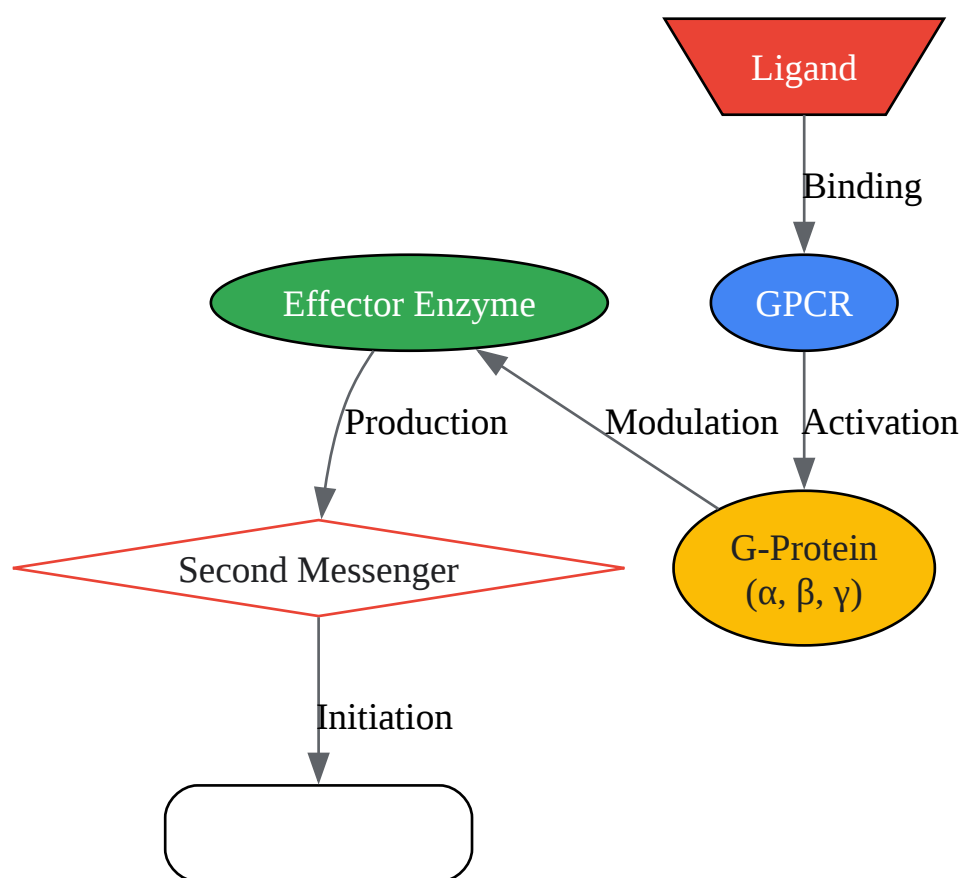 Ligand
Binding
GPCR
Activation
G-Protein
(α, β, γ)
Modulation
Effector Enzyme
Production
Second Messenger
Initiation